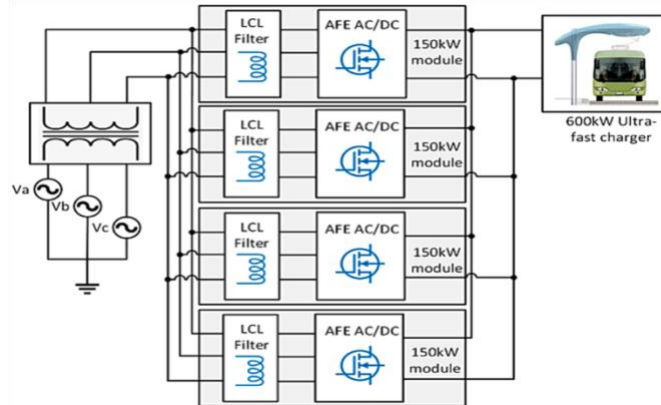 LCL
Filter
AFE AC/DC
150kW
module
LCL
Filter
AFE AC/DC
150kW
module
LCL
Filter
AFE AC/DC
150kW
module
LCL
Filter
AFE AC/DC
150kW
module
Va
Vb
Vc
600kW Ultra-
fast charger